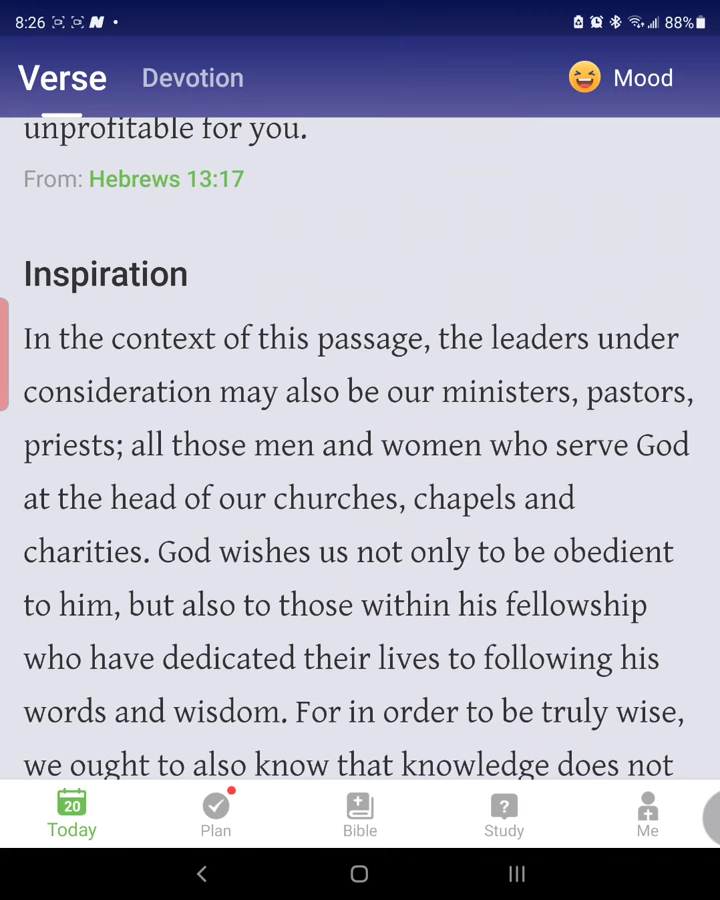 8:26
88%
Verse
Devotion
Mood
unprofitable for you.
From: Hebrews 13:17
Inspiration
In the context of this passage, the leaders under
consideration may also be our ministers, pastors,
priests; all those men and women who serve God
at the head of our churches, chapels and
charities. God wishes us not only to be obedient
to him, but also to those within his fellowship
who have dedicated their lives to following his
words and wisdom. For in order to be truly wise,
we ought to also know that knowledge does not
20
Today
Plan
Bible
Study
Me